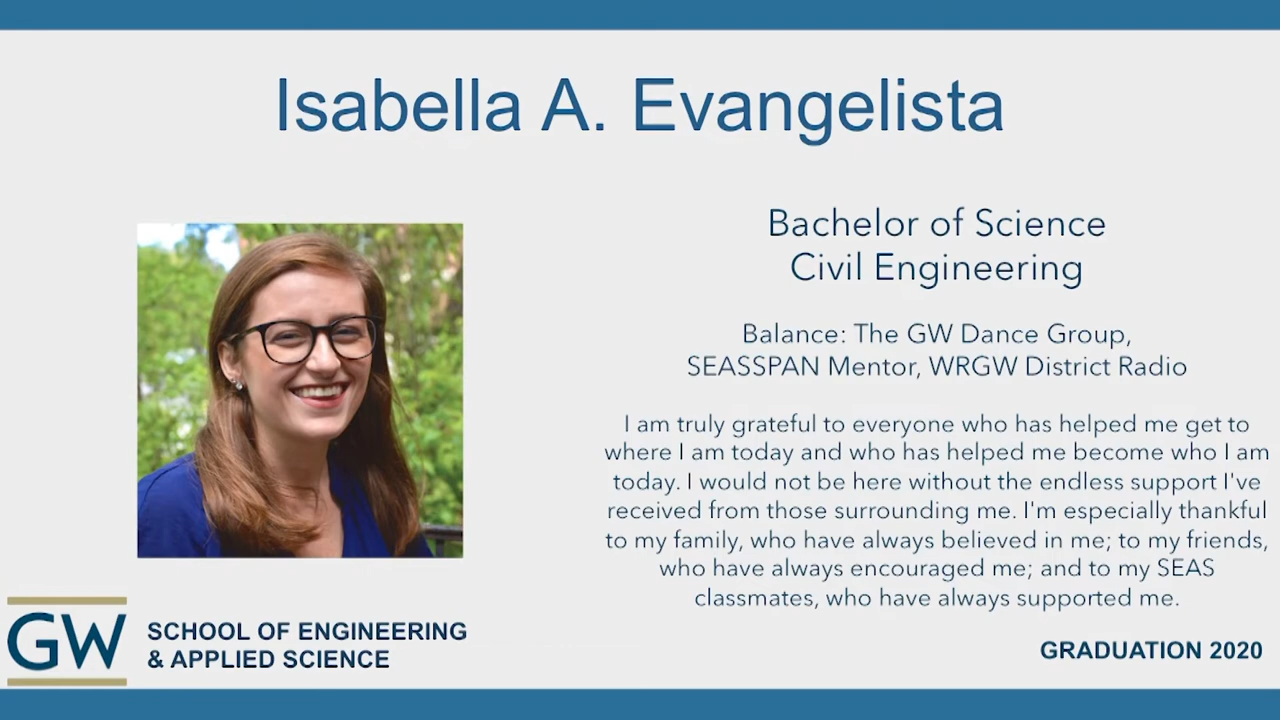 Isabella A. Evangelista
Bachelor of Science
Civil Engineering
Balance: The GW Dance Group,
SEASSPAN Mentor, WRGW District Radio
I am truly grateful to everyone who has helped me get to
where I am today and who has helped me become who I am
today. I would not be here without the endless support I've
received from those surrounding me. I'm especially thankful
to my family, who have always believed in me; to my friends,
who have always encouraged me; and to my SEAS
classmates, who have always supported me.
GW
SCHOOL OF ENGINEERING
& APPLIED SCIENCE
GRADUATION 2020